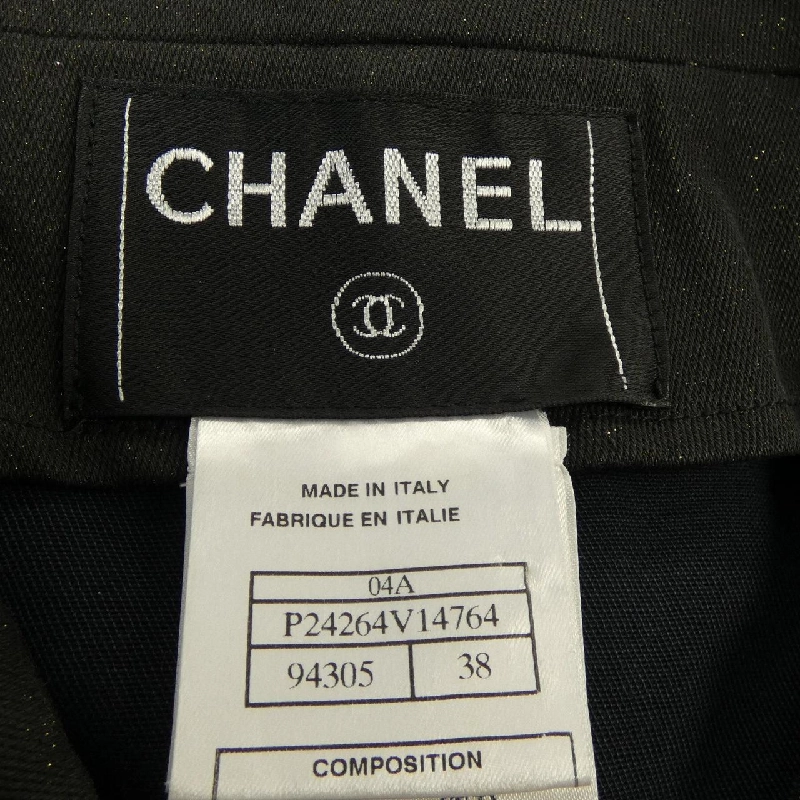 CHANEL
MADE IN ITALY
FABRIQUE EN ITALIE
04A
P24264V14764
94305 38
COMPOSITION